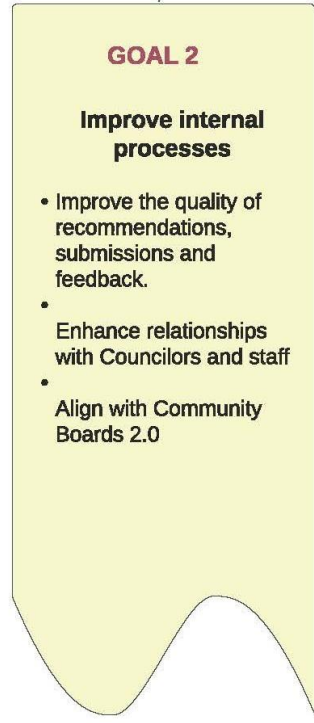 GOAL 2
Improve internal
processes
• Improve the quality of
recommendations,
submissions and
feedback.
•
Enhance relationships
with Councilors and staff
•
Align with Community
Boards 2.0